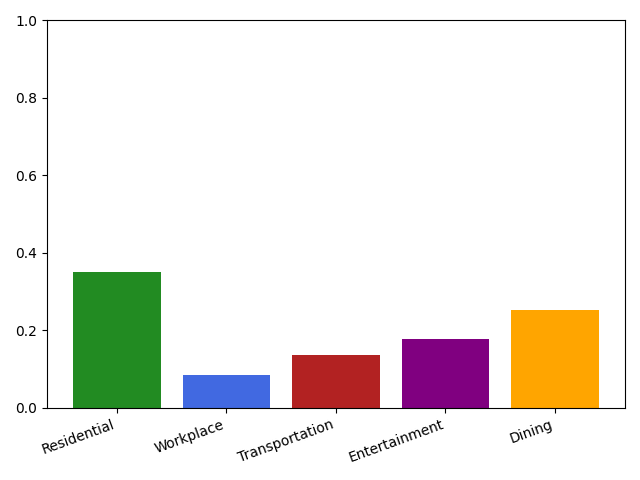 1.0
0.8
0.6
0.4
0.2
0.0
Residential
Workplace
Transportation
Entertainment
Dining